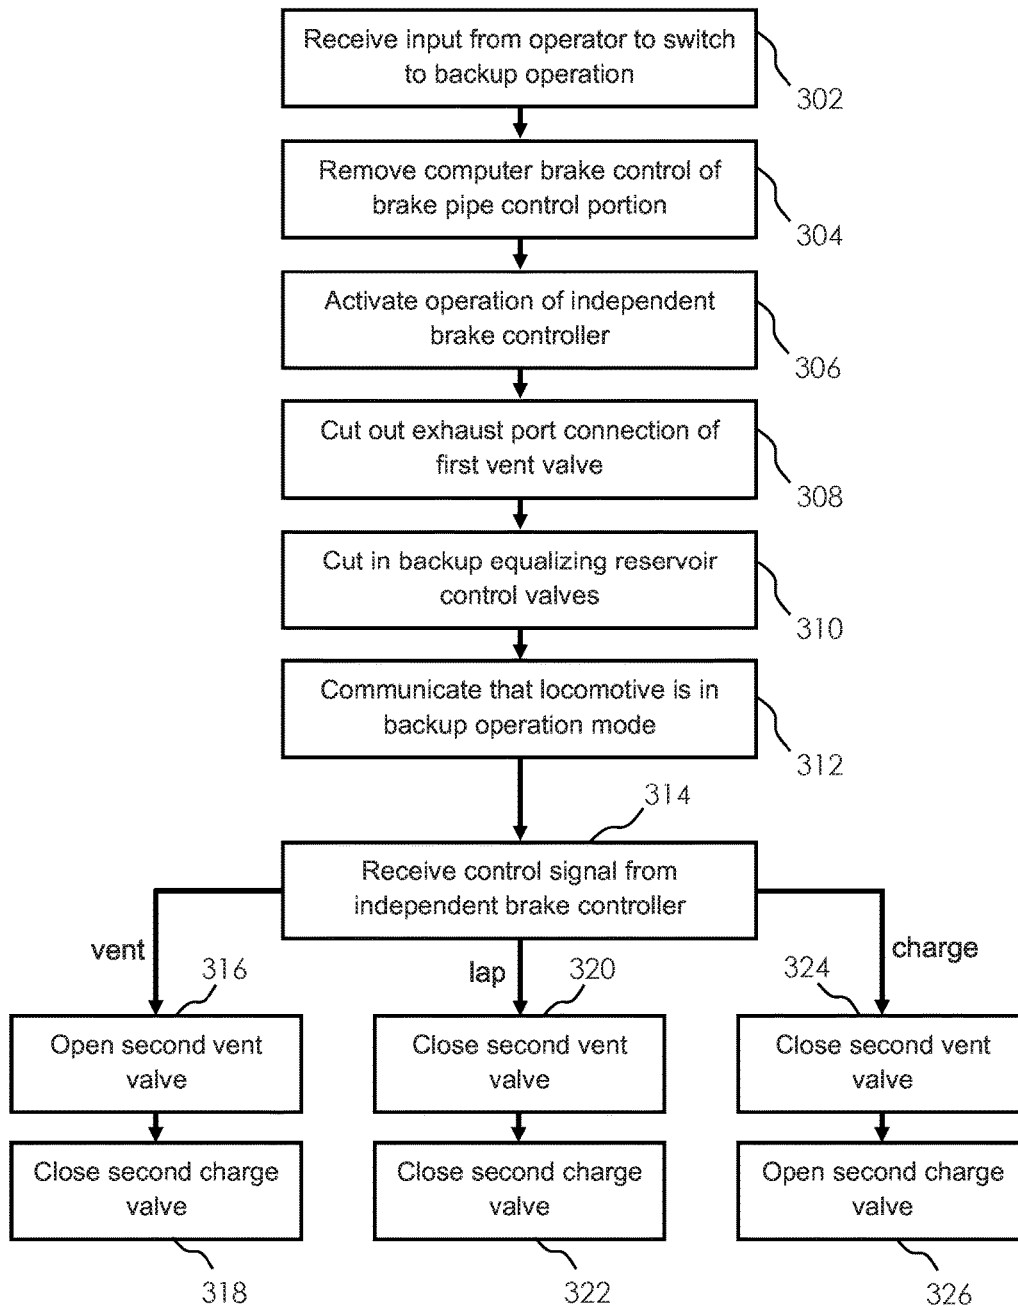 Receive input from operator to switch
to backup operation
302
Remove computer brake control of
brake pipe control portion
304
Activate operation of independent
brake controller
306
Cut out exhaust port connection of
first vent valve
308
Cut in backup equalizing reservoir
control valves
310
Communicate that locomotive is in
backup operation mode
312
314
Receive control signal from
independent brake controller
vent
lap
charge
316
Open second vent
valve
Close second charge
valve
318
320
Close second vent
valve
Close second charge
valve
322
324
Close second vent
valve
Open second charge
valve
326